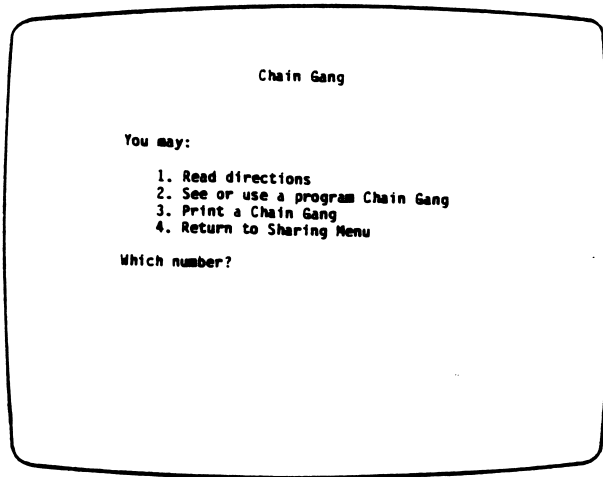 Chain Gang
You may:
1. Read directions
2. See or use a program Chain Gang
3. Print a Chain Gang
4. Return to Sharing Menu
Which number?